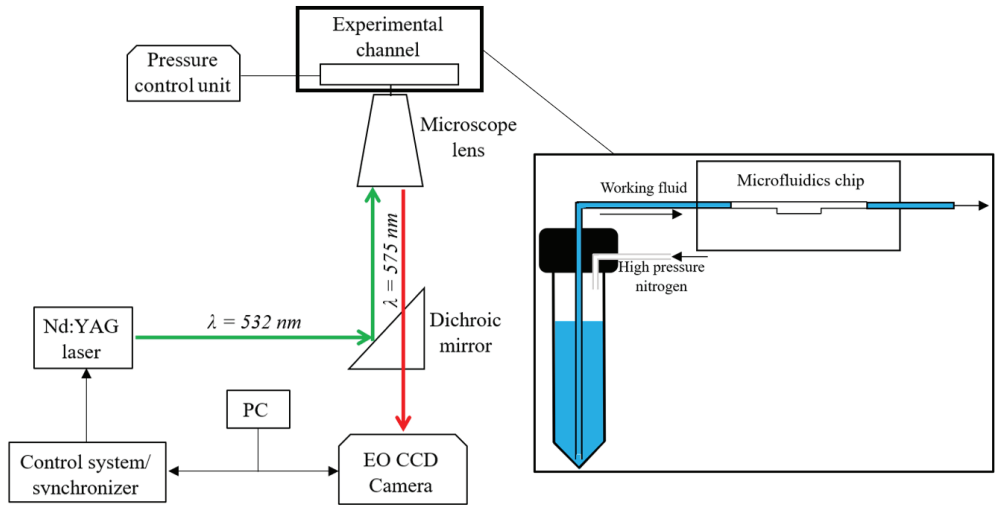 Experimental
channel
Pressure
control unit
Microscope
lens
λ = 575 nm
Nd:YAG
laser
λ = 532 nm
Dichroic
mirror
PC
Control system/
synchronizer
EO CCD
Camera
Microfluidics chip
Working fluid
High pressure
nitrogen